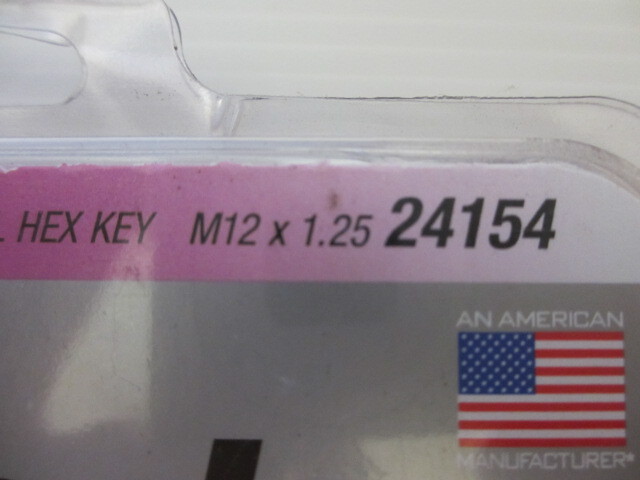 L HEX KEY M12 x 1.25 24154
AN AMERICAN
MANUFACTURER*